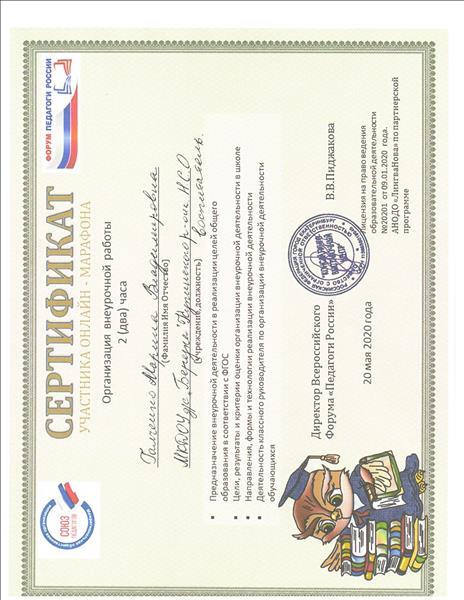 СОЮЗ
ПЕДАГОГОВ
ФОРУМ ПЕДАГОГИ РОССИИ
СЕРТИФИКАТ
УЧАСТНИКА ОНЛАЙН - МАРАФОНА
Организация внеурочной работы
2 (два) часа
Марина Владимировна
(Фамилия Имя Отчество)
(учреждение, должность)
Воспитатель.
Предназначение внеурочной деятельности в реализации целей общего
образования в соответствии с ФГОС
Цели, результаты и критерии оценки организации внеурочной деятельности в школе
Направления, формы и технологии реализации внеурочной деятельности
Деятельность классного руководителя по организации внеурочной деятельности
обучающихся
Директор Всероссийского
Форума «Педагоги России»
В.В.Пиджакова
20 мая 2020 года
Лицензия на право ведения
образовательной деятельности
№20201 от 09.01.2020 года.
АНОДО «ЛингваНова» по партнерской
программе